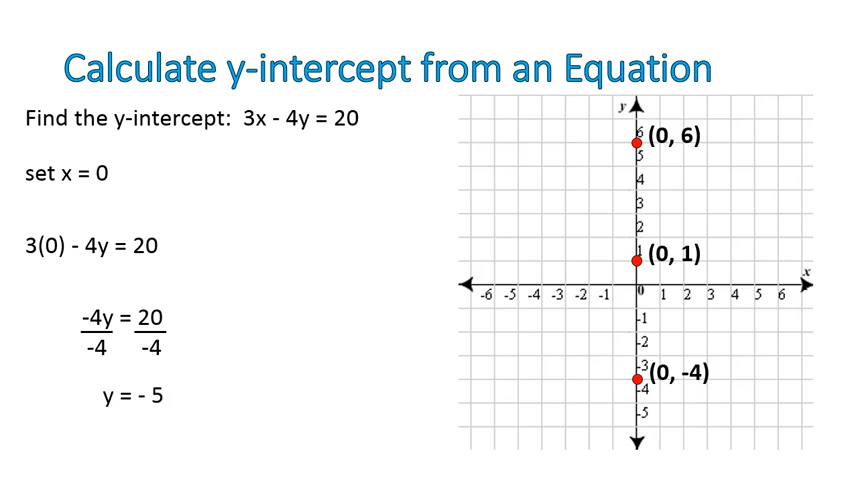 Calculate y-intercept from an Equation
Find the y-intercept: 3x - 4y = 20
set x = 0
3(0) - 4y = 20
-4y = 20
-4 -4
y = - 5
y
6
(0, 6)
5
4
3
2
1
(0, 1)
x
-6 -5 -4 -3 -2 -1 0 1 2 3 4 5 6
-1
-2
-3
(0, -4)
-4
-5